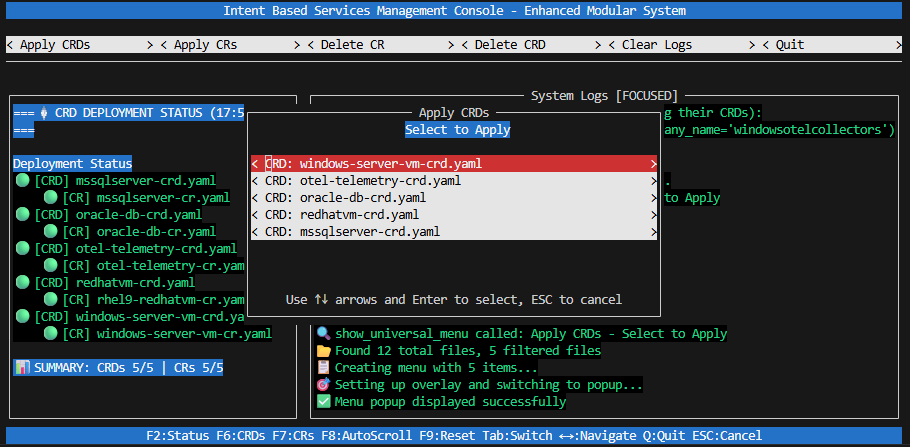 Intent Based Services Management Console - Enhanced Modular System
< Apply CRDs > < Apply CRs > < Delete CR > < Delete CRD > < Clear Logs > < Quit >
=== CRD DEPLOYMENT STATUS (17:5
===
Deployment Status
[CRD] mssqlserver-crd.yaml
[CR] mssqlserver-cr.yaml
[CRD] oracle-db-crd.yaml
[CR] oracle-db-cr.yaml
[CRD] otel-telemetry-crd.yaml
[CR] otel-telemetry-cr.yam
[CRD] redhatvm-crd.yaml
[CR] rhel9-redhatvm-cr.yam
[CRD] windows-server-vm-crd.ya
[CR] windows-server-vm-cr.yaml
SUMMARY: CRDs 5/5 | CRs 5/5
Apply CRDs
Select to Apply
< CRD: windows-server-vm-crd.yaml >
< CRD: otel-telemetry-crd.yaml >
< CRD: oracle-db-crd.yaml >
< CRD: redhatvm-crd.yaml >
< CRD: mssqlserver-crd.yaml >
Use ↑↓ arrows and Enter to select, ESC to cancel
System Logs [FOCUSED]
g their CRDs):
any_name='windowsotelcollectors')
.
to Apply
show_universal_menu called: Apply CRDs - Select to Apply
Found 12 total files, 5 filtered files
Creating menu with 5 items...
Setting up overlay and switching to popup...
Menu popup displayed successfully
F2:Status F6:CRDs F7:CRs F8:AutoScroll F9:Reset Tab:Switch ↔:Navigate Q:Quit ESC:Cancel